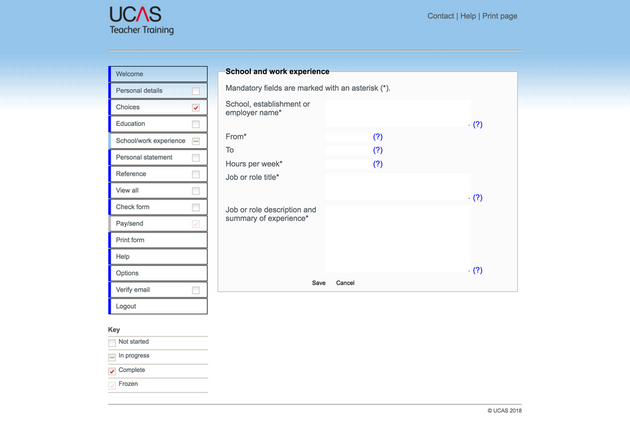 UCAS
Teacher Training
Contact | Help | Print page
Welcome
Personal details
Choices
Education
School/work experience
Personal statement
Reference
View all
Check form
Pay/send
Print form
Help
Options
Verify email
Logout
Key
Not started
In progress
Complete
Frozen
School and work experience
Mandatory fields are marked with an asterisk (*).
School, establishment or
employer name*
(?)
From* (?)
To (?)
Hours per week* (?)
Job or role title*
(?)
Job or role description and
summary of experience*
(?)
Save Cancel
© UCAS 2018